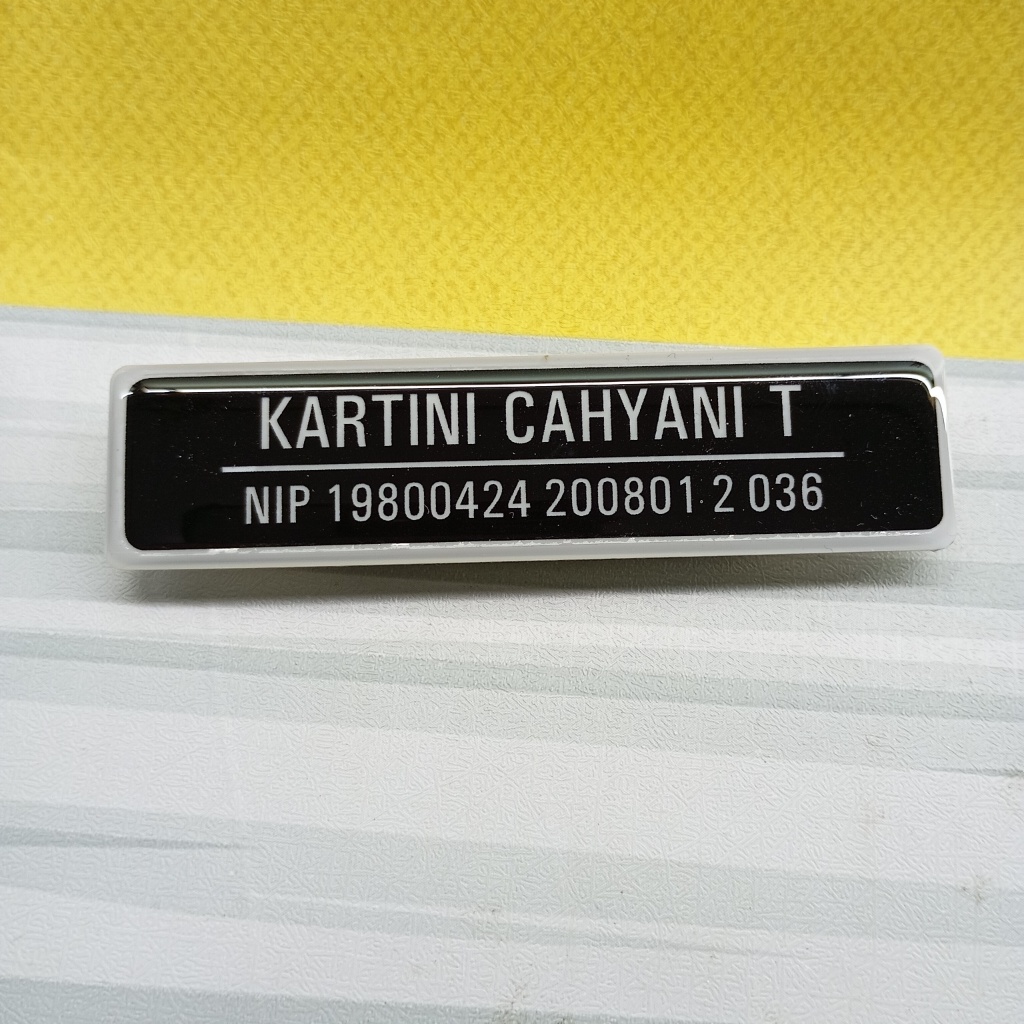 KARTINI CAHYANI T
NIP 19800424 200801 2 036